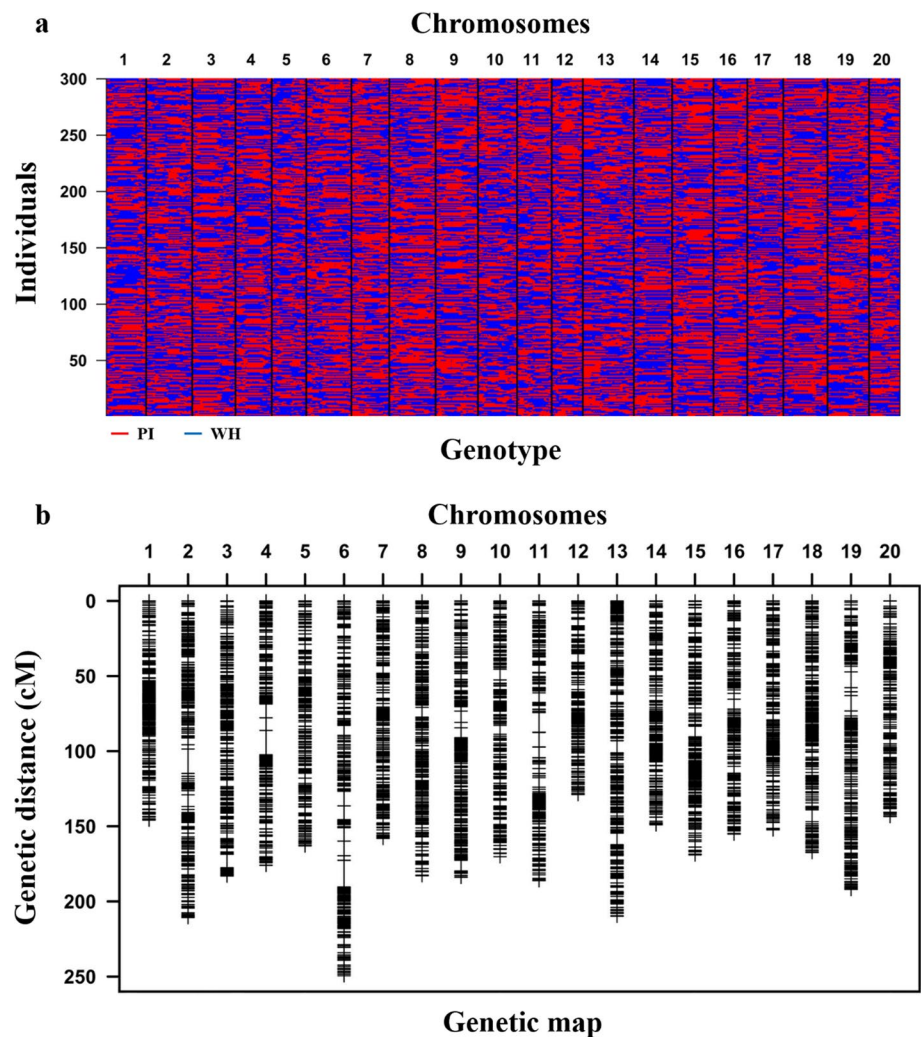 a
Chromosomes
1 2 3 4 5 6 7 8 9 10 11 12 13 14 15 16 17 18 19 20
Individuals
300
250
200
150
100
50
PI WH
Genotype
b
Chromosomes
1 2 3 4 5 6 7 8 9 10 11 12 13 14 15 16 17 18 19 20
Genetic distance (cM)
0
50
100
150
200
250
Genetic map